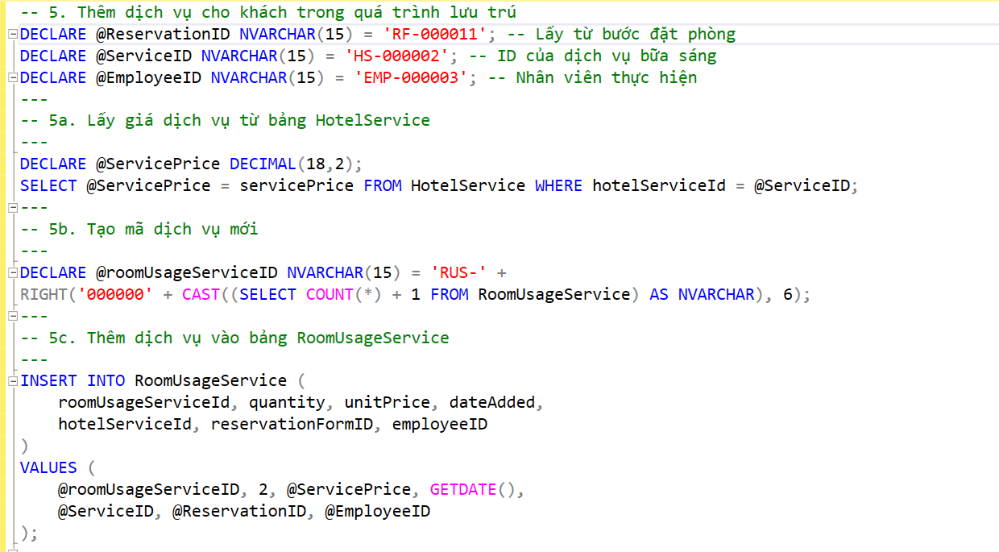 -- 5. Thêm dịch vụ cho khách trong quá trình lưu trú
DECLARE @ReservationID NVARCHAR(15) = 'RF-000011'; -- Lấy từ bước đặt phòng
DECLARE @ServiceID NVARCHAR(15) = 'HS-000002'; -- ID của dịch vụ bữa sáng
DECLARE @EmployeeID NVARCHAR(15) = 'EMP-000003'; -- Nhân viên thực hiện
---
-- 5a. Lấy giá dịch vụ từ bảng HotelService
---
DECLARE @ServicePrice DECIMAL(18,2);
SELECT @ServicePrice = servicePrice FROM HotelService WHERE hotelServiceId = @ServiceID;
---
-- 5b. Tạo mã dịch vụ mới
---
DECLARE @roomUsageServiceID NVARCHAR(15) = 'RUS-' +
RIGHT('000000' + CAST((SELECT COUNT(*) + 1 FROM RoomUsageService) AS NVARCHAR), 6);
---
-- 5c. Thêm dịch vụ vào bảng RoomUsageService
---
INSERT INTO RoomUsageService (
    roomUsageServiceId, quantity, unitPrice, dateAdded,
    hotelServiceId, reservationFormID, employeeID
)
VALUES (
    @roomUsageServiceID, 2, @ServicePrice, GETDATE(),
    @ServiceID, @ReservationID, @EmployeeID
);